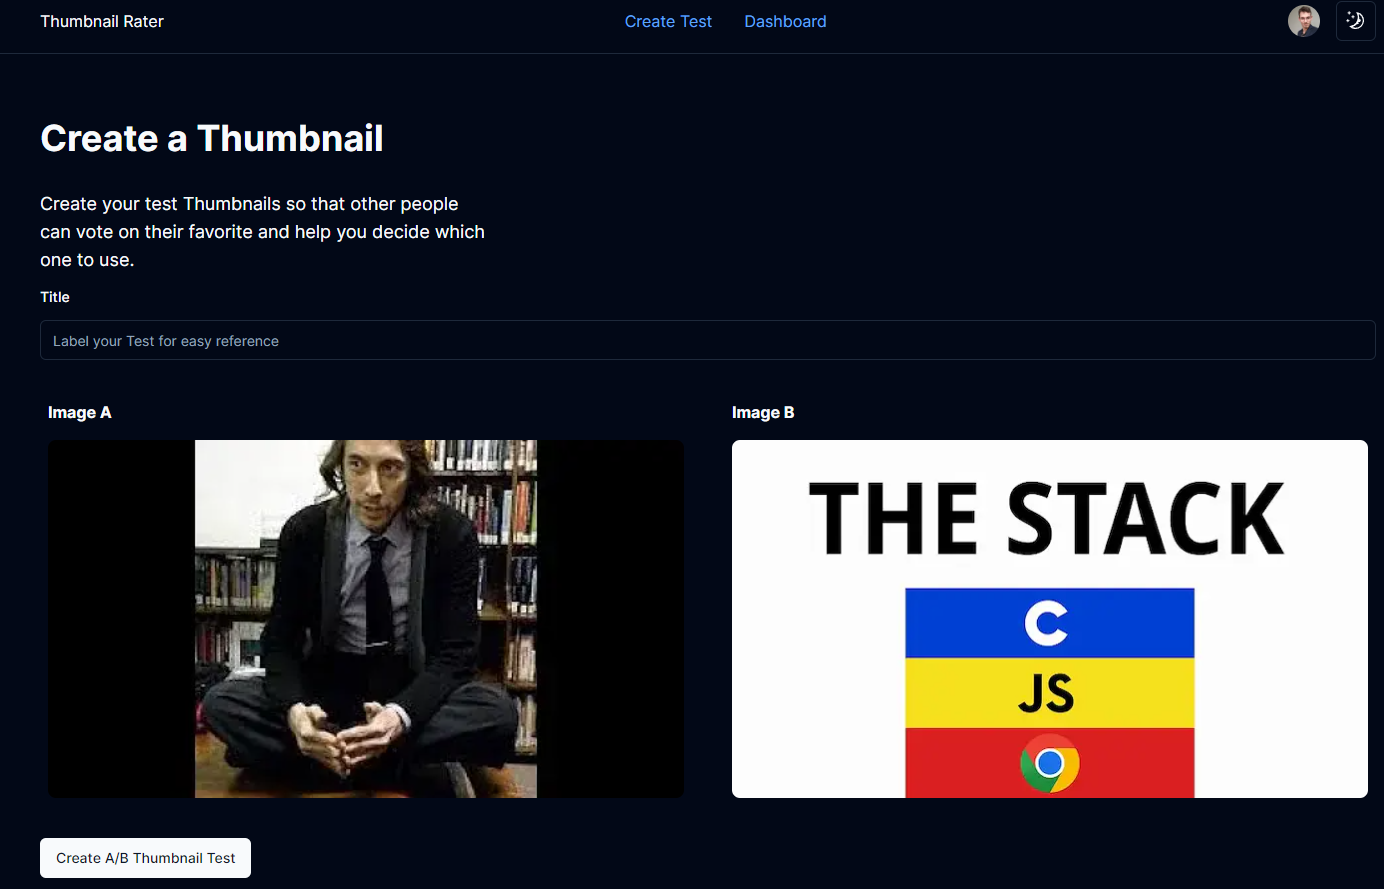 Thumbnail Rater
Create Test
Dashboard
Create a Thumbnail
Create your test Thumbnails so that other people
can vote on their favorite and help you decide which
one to use.
Title
Label your Test for easy reference
Image A
Image B
THE STACK
C
JS
Create A/B Thumbnail Test